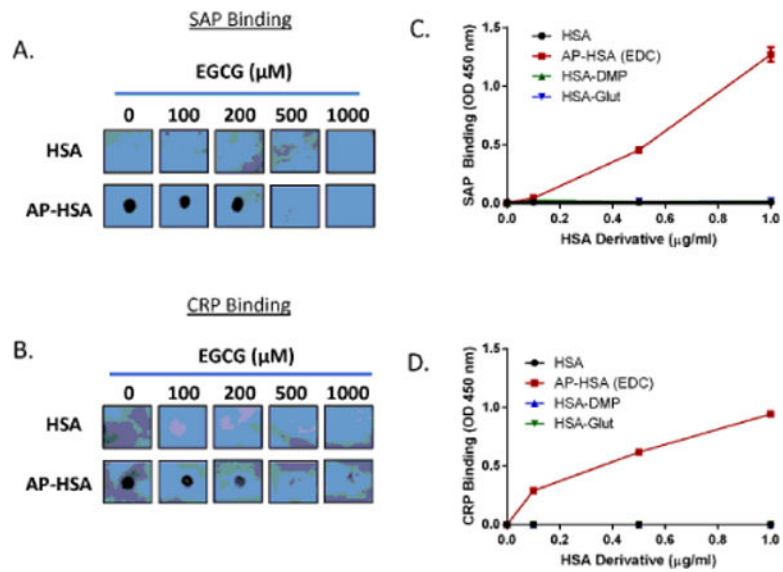 SAP Binding
A.
EGCG (µM)
0 100 200 500 1000
HSA
AP-HSA
CRP Binding
B.
EGCG (µM)
0 100 200 500 1000
HSA
AP-HSA
C.
HSA
AP-HSA (EDC)
HSA-DMP
HSA-Glut
SAP Binding (OD 450 nm)
1.5
1.0
0.5
0.0
0.0 0.2 0.4 0.6 0.8 1.0
HSA Derivative (µg/ml)
D.
HSA
AP-HSA (EDC)
HSA-DMP
HSA-Glut
CRP Binding (OD 450 nm)
1.5
1.0
0.5
0.0
0.0 0.2 0.4 0.6 0.8 1.0
HSA Derivative (µg/ml)